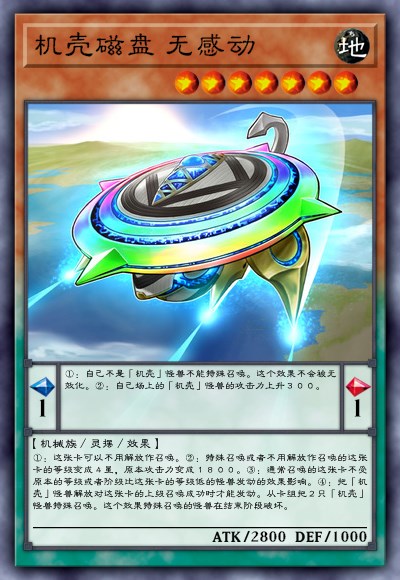 机壳磁盘 无感动
地
①：自己不是「机壳」怪兽不能特殊召唤。这个效果不会被无
效化。②：自己场上的「机壳」怪兽的攻击力上升300。
1
1
【机械族／灵摆／效果】
①：这张卡可以不用解放作召唤。②：特殊召唤或者不用解放作召唤的这张
卡的等级变成4星，原本攻击力变成1800。③：通常召唤的这张卡不受
原本的等级或者阶级比这张卡的等级低的怪兽发动的效果影响。④：把「机
壳」怪兽解放对这张卡的上级召唤成功时才能发动。从卡组把2只「机壳」
怪兽特殊召唤。这个效果特殊召唤的怪兽在结束阶段破坏。
ATK/2800 DEF/1000